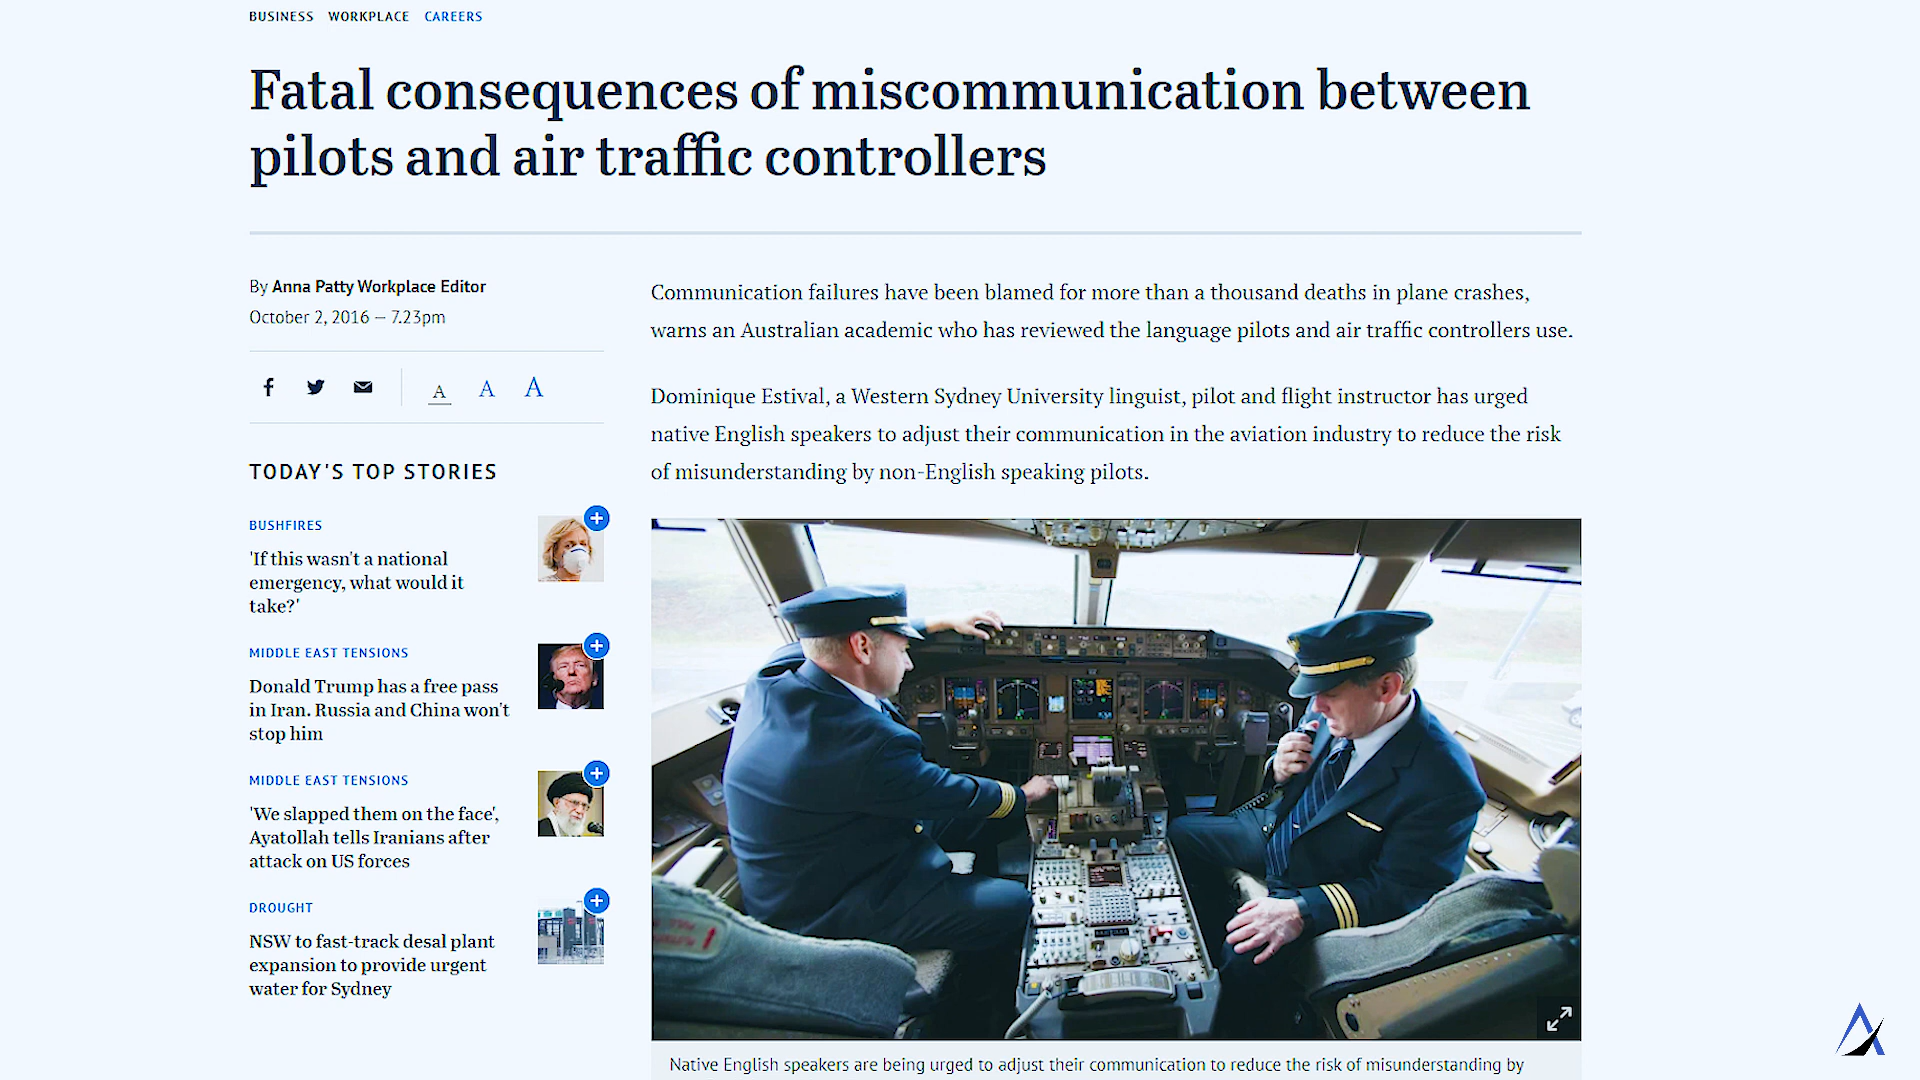 BUSINESS WORKPLACE CAREERS
Fatal consequences of miscommunication between
pilots and air traffic controllers
By Anna Patty Workplace Editor
October 2, 2016 — 7.23pm
A A A
TODAY'S TOP STORIES
BUSHFIRES
'If this wasn't a national
emergency, what would it
take?'
MIDDLE EAST TENSIONS
Donald Trump has a free pass
in Iran. Russia and China won't
stop him
MIDDLE EAST TENSIONS
'We slapped them on the face',
Ayatollah tells Iranians after
attack on US forces
DROUGHT
NSW to fast-track desal plant
expansion to provide urgent
water for Sydney
Communication failures have been blamed for more than a thousand deaths in plane crashes,
warns an Australian academic who has reviewed the language pilots and air traffic controllers use.
Dominique Estival, a Western Sydney University linguist, pilot and flight instructor has urged
native English speakers to adjust their communication in the aviation industry to reduce the risk
of misunderstanding by non-English speaking pilots.
Native English speakers are being urged to adjust their communication to reduce the risk of misunderstanding by